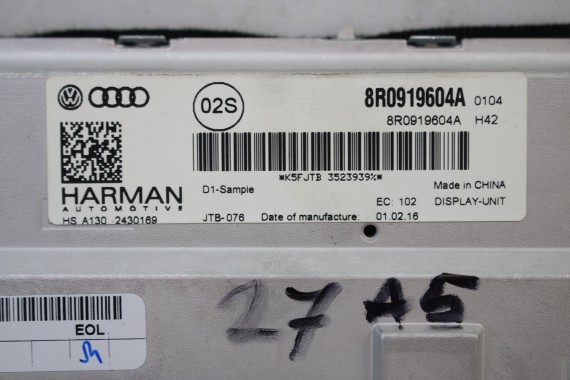 02S
8R0919604A 0104
8R0919604A H42
*K5FJTB 3523939%*
HARMAN
AUTOMOTIVE
D1-Sample
Made in CHINA
EC: 102 DISPLAY-UNIT
HS A130 2430169 JTB-076 Date of manufacture: 01.02.16
27 A5
EOL